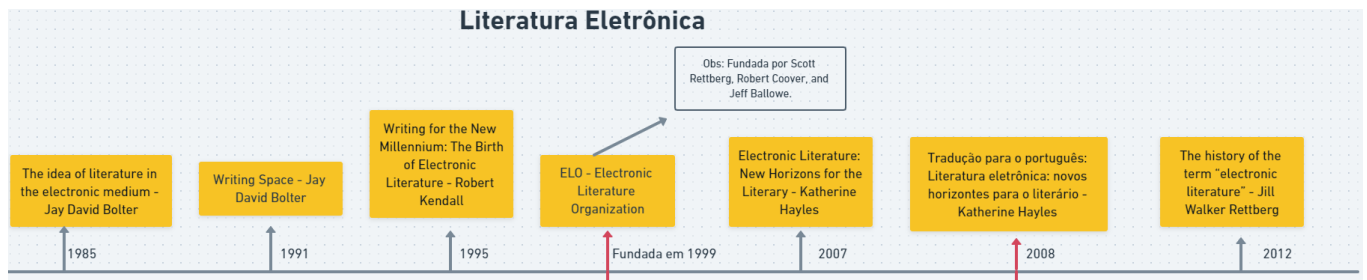 Literatura Eletrônica
Obs: Fundada por Scott
Rettberg, Robert Coover, and
Jeff Ballowe.
The idea of literature in
the electronic medium -
Jay David Bolter
Writing Space - Jay
David Bolter
Writing for the New
Millennium: The Birth
of Electronic
Literature - Robert
Kendall
ELO - Electronic
Literature
Organization
Electronic Literature:
New Horizons for the
Literary - Katherine
Hayles
Tradução para o português:
Literatura eletrônica: novos
horizontes para o literário -
Katherine Hayles
The history of the
term “electronic
literature” - Jill
Walker Rettberg
1985
1991
1995
Fundada em 1999
2007
2008
2012